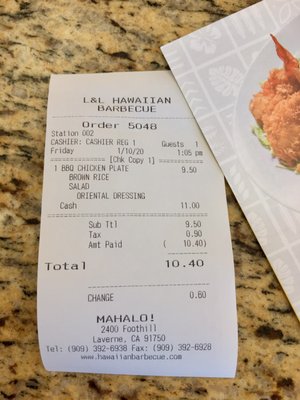 L&L HAWAIIAN
BARBECUE
Order 5048
Station 002
CASHIER: CASHIER REG 1 Guests 1
Friday 1/10/20 1:05 pm
[Chk Copy 1]
1 BBQ CHICKEN PLATE 9.50
BROWN RICE
SALAD
ORIENTAL DRESSING
Cash 11.00
Sub Ttl 9.50
Tax 0.90
Amt Paid ( 10.40)
Total 10.40
CHANGE 0.60
MAHALO!
2400 Foothill
Laverne, CA 91750
Tel: (909) 392-6938 Fax: (909) 392-6928
www.hawaiianbarbecue.com